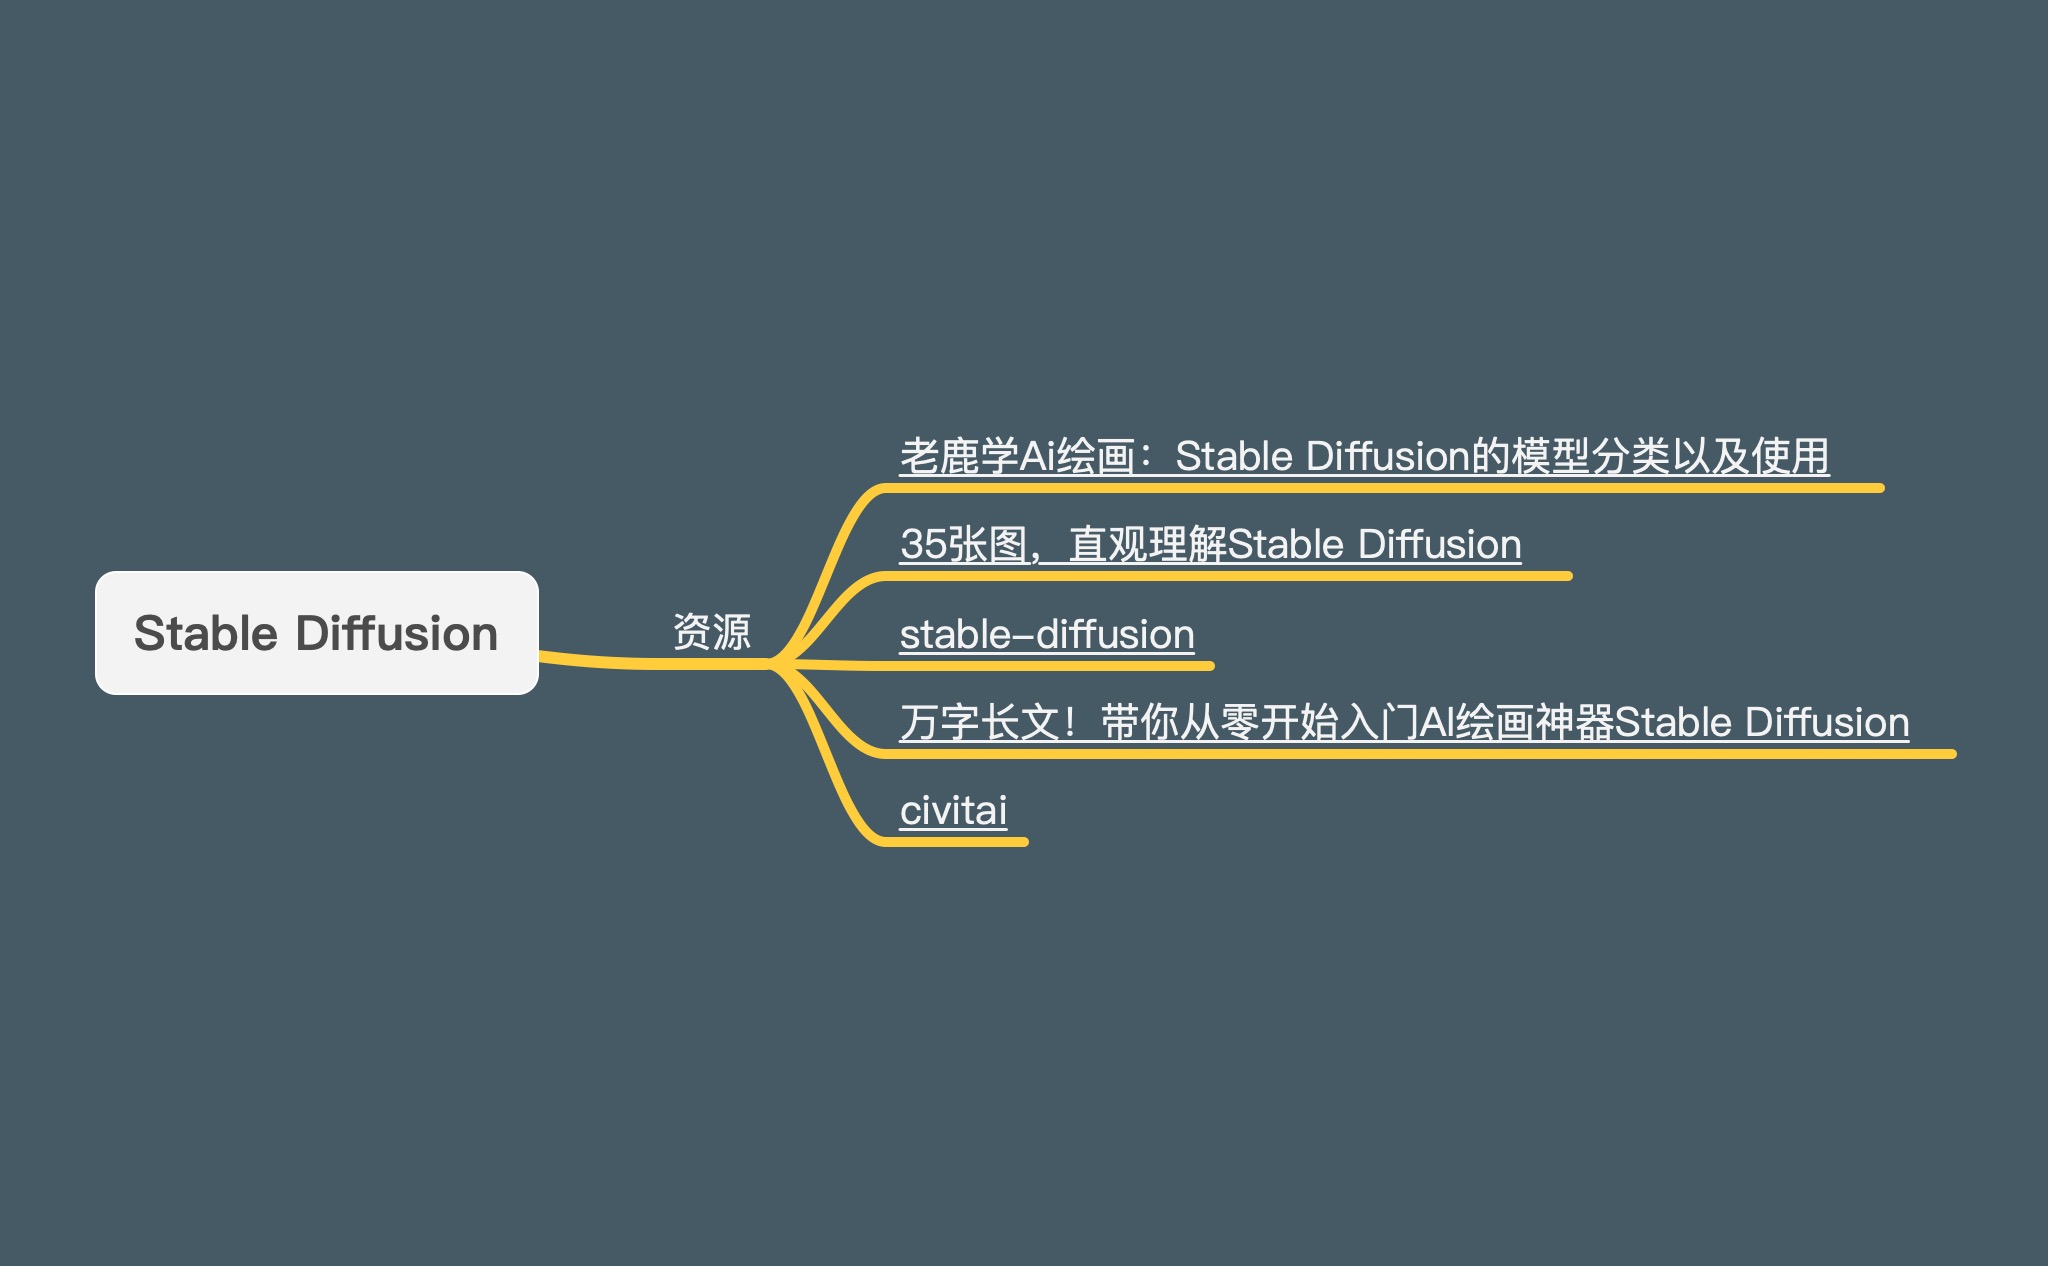 Stable Diffusion
资源
老鹿学Ai绘画：Stable Diffusion的模型分类以及使用
35张图，直观理解Stable Diffusion
stable-diffusion
万字长文！带你从零开始入门AI绘画神器Stable Diffusion
civitai